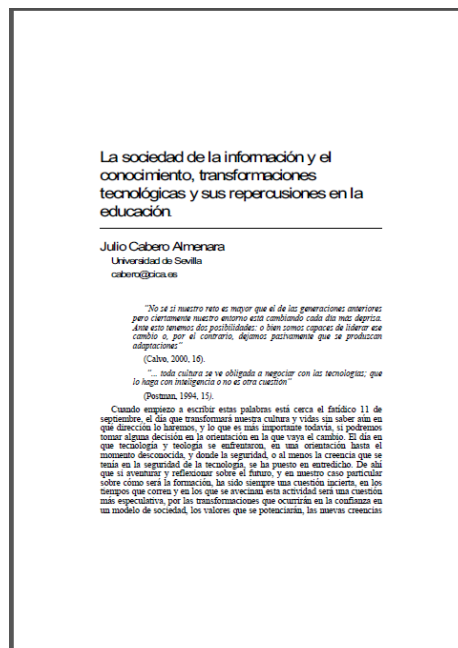 La sociedad de la información y el
conocimiento, transformaciones
tecnológicas y sus repercusiones en la
educación.
Julio Cabero Almenara
Universidad de Sevilla
cabero@cica.es
"No sé si nuestro reto es mayor que el de las generaciones anteriores
pero ciertamente nuestro entorno está cambiando cada día más deprisa.
Ante esto tenemos dos posibilidades: o bien somos capaces de liderar ese
cambio o, por el contrario, dejamos pasivamente que se produzcan
adaptaciones"
(Calvo, 2000, 16).
"... toda cultura se ve obligada a negociar con las tecnologías; que
lo haga con inteligencia o no es otra cuestión"
(Postman, 1994, 15).
Cuando empiezo a escribir estas palabras está cerca el fatídico 11 de
septiembre, el día que transformará nuestra cultura y vidas sin saber aún en
qué dirección lo haremos, y lo que es más importante todavía, si podremos
tomar alguna decisión en la orientación en la que vaya el cambio. El día en
que tecnología y teología se enfrentaron, en una orientación hasta el
momento desconocida, y donde la seguridad, o al menos la creencia que se
tenía en la seguridad de la tecnología, se ha puesto en entredicho. De ahí
que si aventurar y reflexionar sobre el futuro, y en nuestro caso particular
sobre cómo será la formación, ha sido siempre una cuestión incierta, en los
tiempos que corren y en los que se avecinan esta actividad será una cuestión
más especulativa, por las transformaciones que ocurrirán en la confianza en
un modelo de sociedad, los valores que se potenciarán, las nuevas creencias